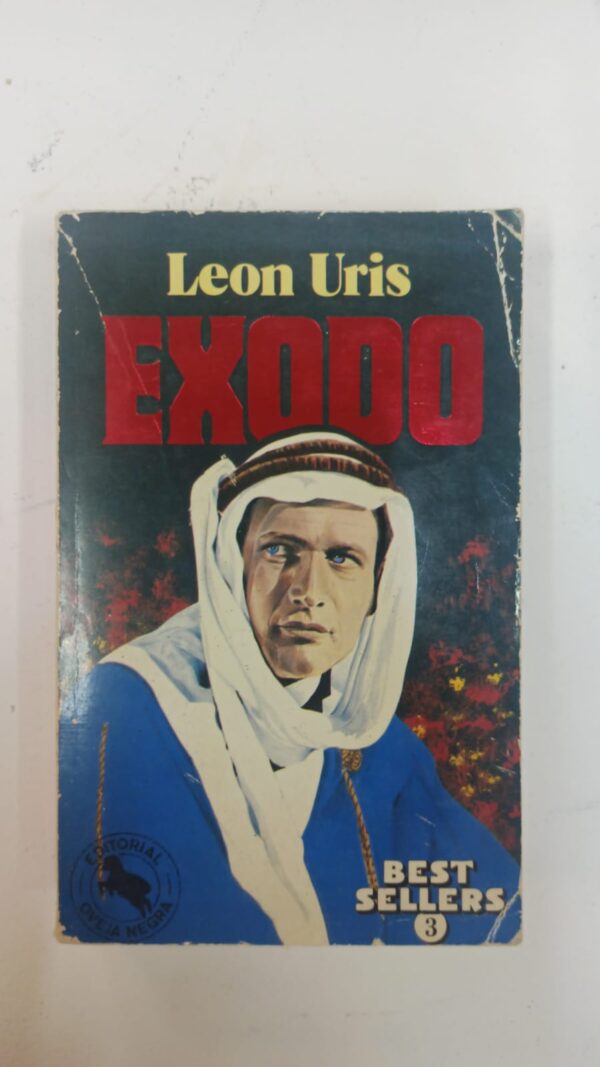 Leon Uris
EXODO
BEST
SELLERS
3
EDITORIAL
OVEJA NEGRA